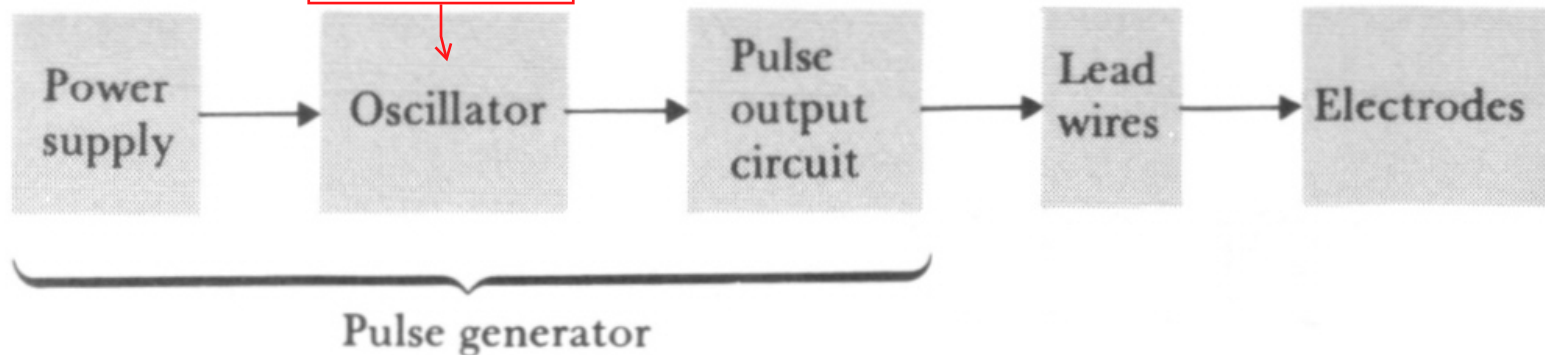 Power
supply
Oscillator
Pulse
output
circuit
Lead
wires
Electrodes
Pulse generator